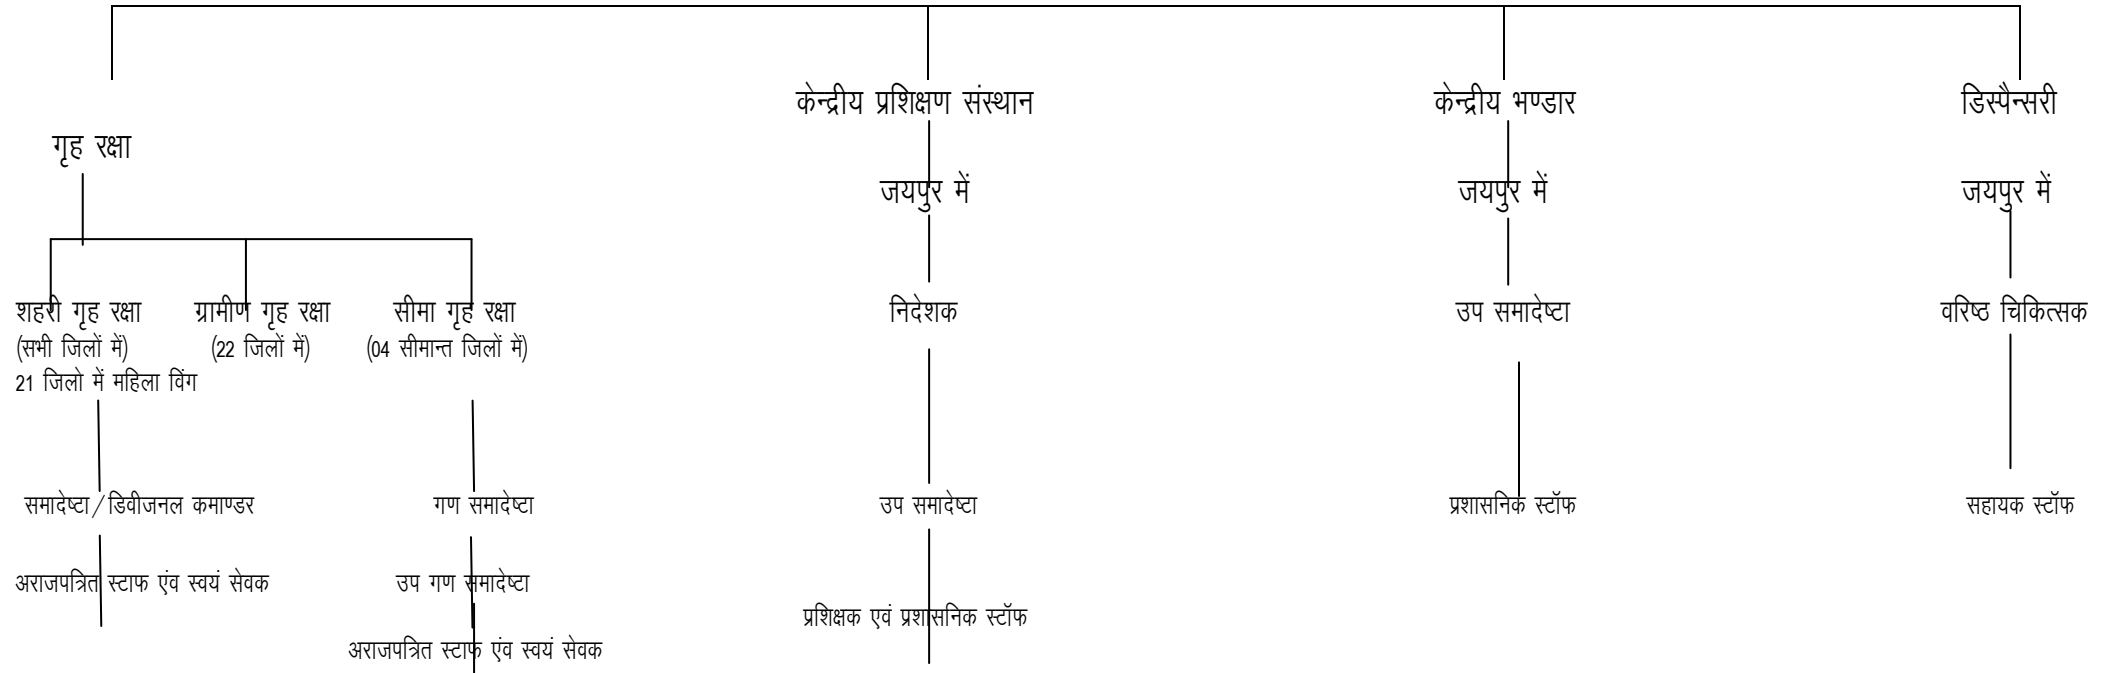 केन्द्रीय प्रशिक्षण संस्थान
केन्द्रीय भण्डार
डिस्पैन्सरी
गृह रक्षा
जयपुर में
जयपुर में
जयपुर में
शहरी गृह रक्षा
ग्रामीण गृह रक्षा
सीमा गृह रक्षा
निदेशक
उप समादेष्टा
वरिष्ठ चिकित्सक
(सभी जिलों में)
(22 जिलों में)
(04 सीमान्त जिलों में)
21 जिलो में महिला विंग
समादेष्टा/डिवीजनल कमाण्डर
गण समादेष्टा
उप समादेष्टा
प्रशासनिक स्टॉफ
सहायक स्टॉफ
अराजपत्रित स्टाफ एंव स्वयं सेवक
उप गण समादेष्टा
प्रशिक्षक एवं प्रशासनिक स्टॉफ
अराजपत्रित स्टाफ एंव स्वयं सेवक